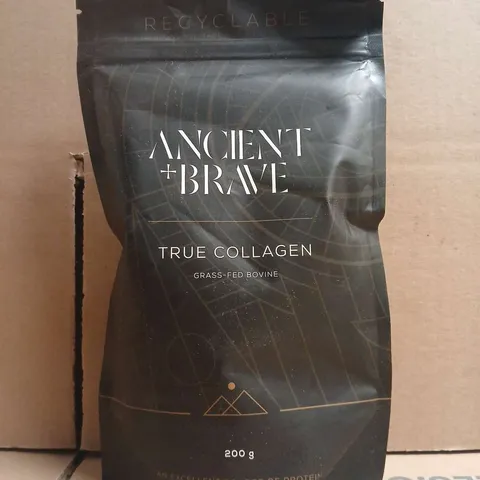 RECYCLABLE
ANCIENT
+BRAVE
TRUE COLLAGEN
GRASS-FED BOVINE
200 g